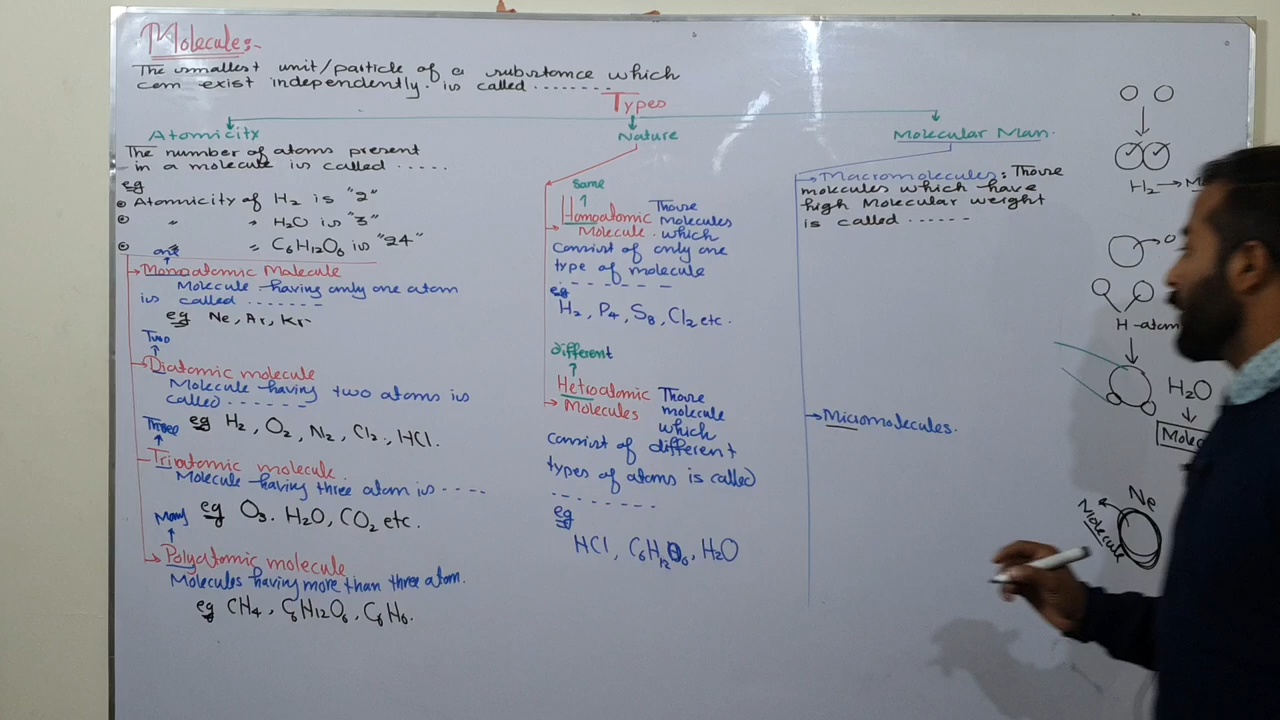 Molecule:-
The smallest unit/particle of a substance which
can exist independently. is called --------
Types
Atomicity
The number of atoms present
in a molecule is called .....
eg
Atomicity of H2 is "2"
" " H2O is "3"
" " C6H12O6 is "24"
one
Monoatomic Molecule
Molecule having only one atom
is called -------
eg Ne, Ar, Kr
Two
Diatomic molecule
Molecule having two atoms is
called -------
eg H2, O2, N2, Cl2, HCl.
Three
Triatomic molecule
Molecule having three atom is ----
eg O3. H2O, CO2 etc.
Many
Polyatomic molecule
Molecules having more than three atom.
eg CH4, C6H12O6, C6H6.
Nature
Same
Homoatomic Those
Molecule. Molecules which
consist of only one
type of molecule
- - - - - - -
eg
H2, P4, S8, Cl2 etc.
different
Hetroatomic Those
Molecules molecule
which
consist of different
types of atoms is called
- - - - - - - -
eg
HCl, C6H12O6, H2O
Molecular Man.
Macromolecules: Those
molecules which have
high Molecular weight
is called ------
Micromolecules.
H2
H-atom
H2O
Molec
Ne
Molecule